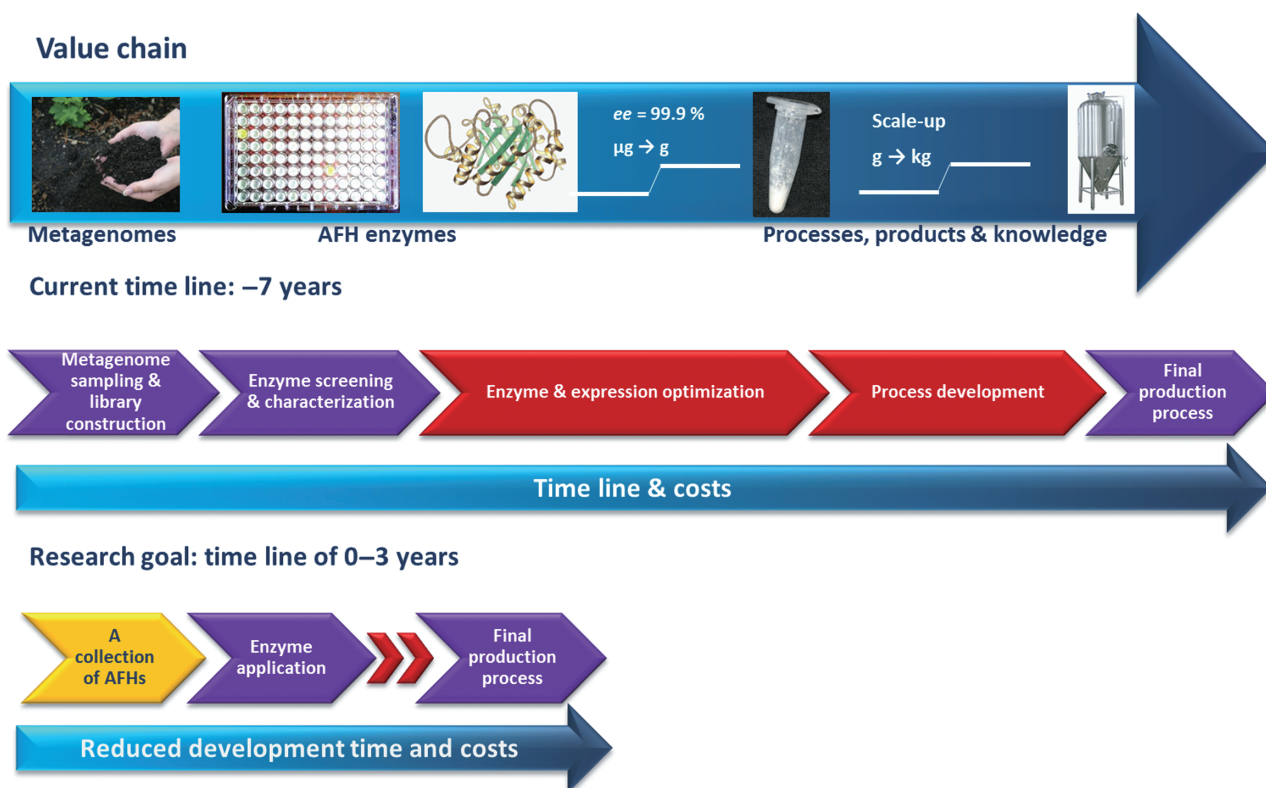 Value chain
ee = 99.9 %
µg → g
Scale-up
g → kg
Metagenomes
AFH enzymes
Processes, products & knowledge
Current time line: –7 years
Metagenome
sampling &
library
construction
Enzyme screening
& characterization
Enzyme & expression optimization
Process development
Final
production
process
Time line & costs
Research goal: time line of 0–3 years
A
collection
of AFHs
Enzyme
application
Final
production
process
Reduced development time and costs